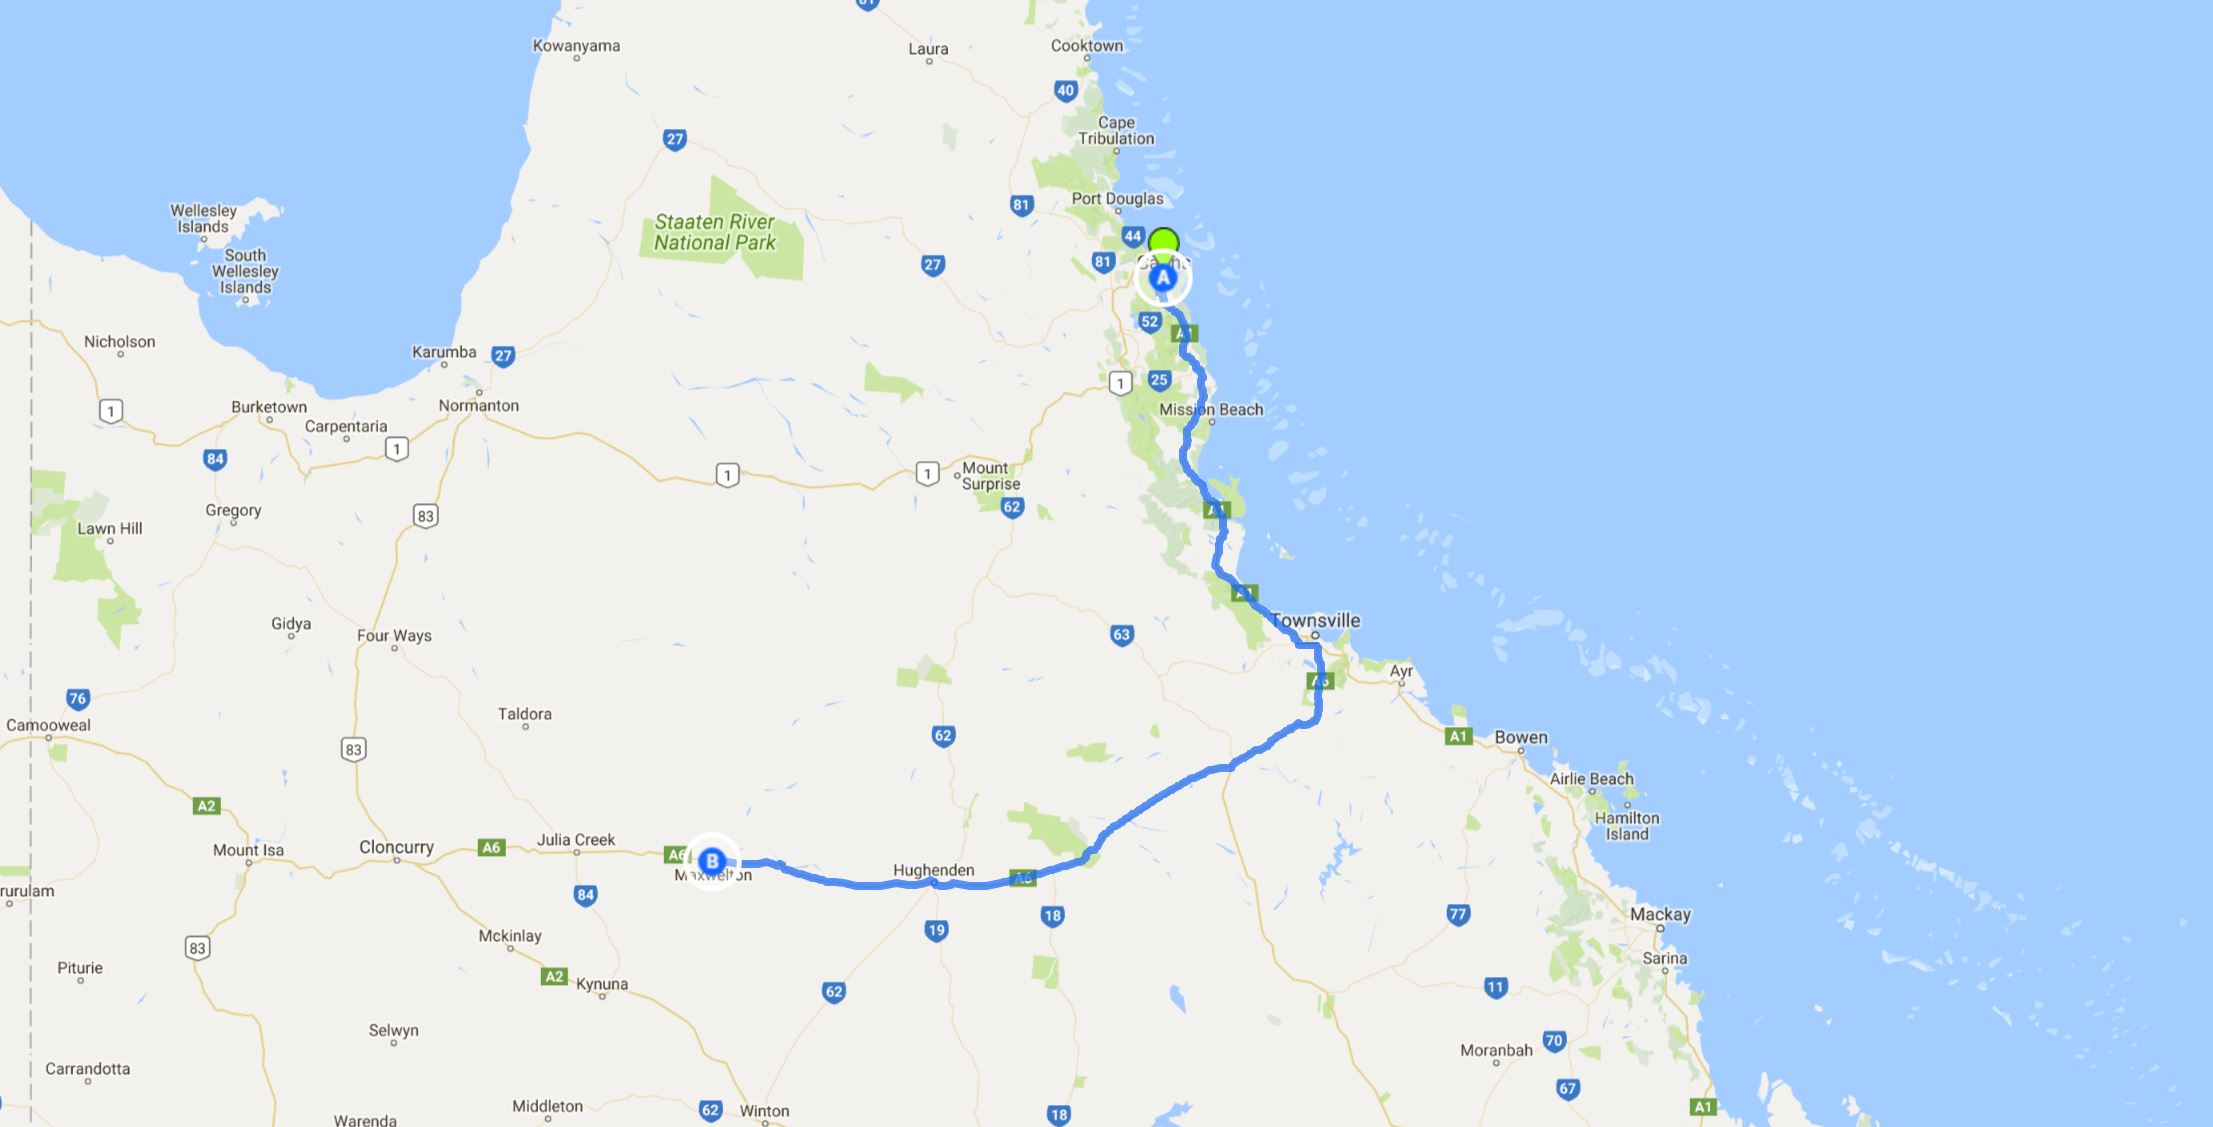 81
Kowanyama
Laura
Cooktown
40
27
Cape
Tribulation
Port Douglas
81
Wellesley
Islands
Staaten River
National Park
44
81
27
South
Wellesley
Islands
A
52
A1
Nicholson
Karumba
27
25
1
Mission Beach
1
Burketown
Normanton
Carpentaria
1
84
1
1
Mount
Surprise
62
A1
Gregory
83
Lawn Hill
A1
Gidya
Four Ways
63
Townsville
76
Camooweal
Taldora
A6
Ayr
83
62
A1
Bowen
Airlie Beach
A2
Hamilton
Island
Mount Isa
Cloncurry
A6
Julia Creek
A6
B
Maxwelton
Hughenden
A6
rurulam
84
18
77
Mackay
19
Mckinlay
83
Piturie
A2
Kynuna
62
11
Sarina
Selwyn
70
Moranbah
Carrandotta
67
Middleton
62
Winton
18
A1
Warenda